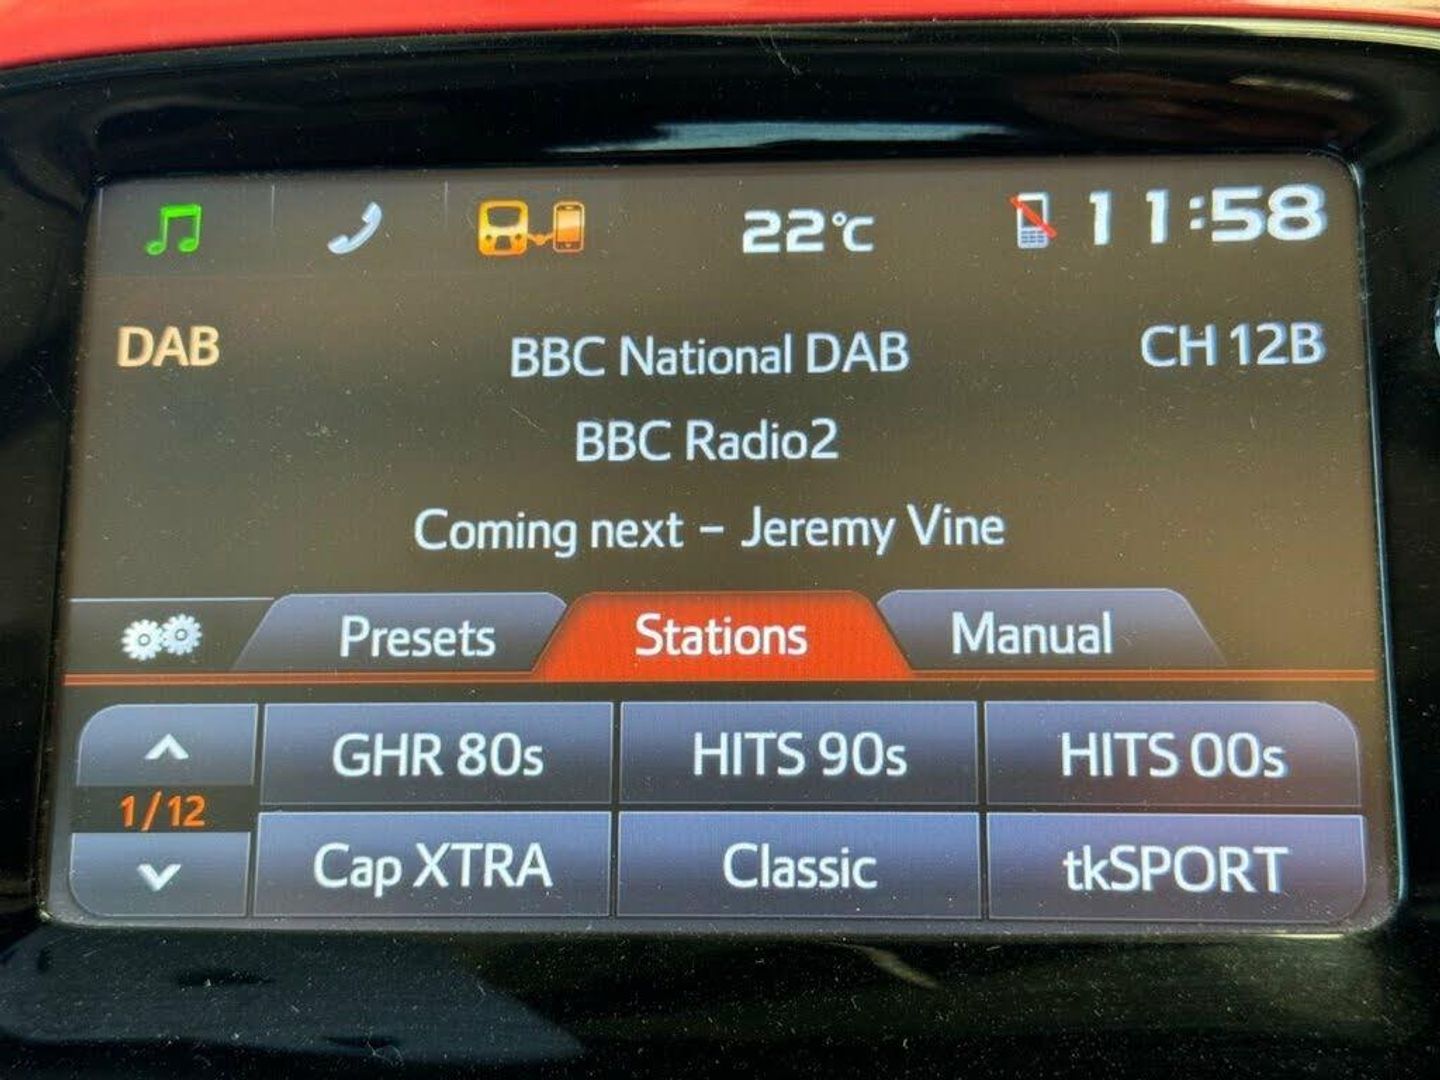 22°C 11:58
DAB BBC National DAB CH 12B
BBC Radio2
Coming next – Jeremy Vine
Presets Stations Manual
GHR 80s HITS 90s HITS 00s
1/12
Cap XTRA Classic tkSPORT